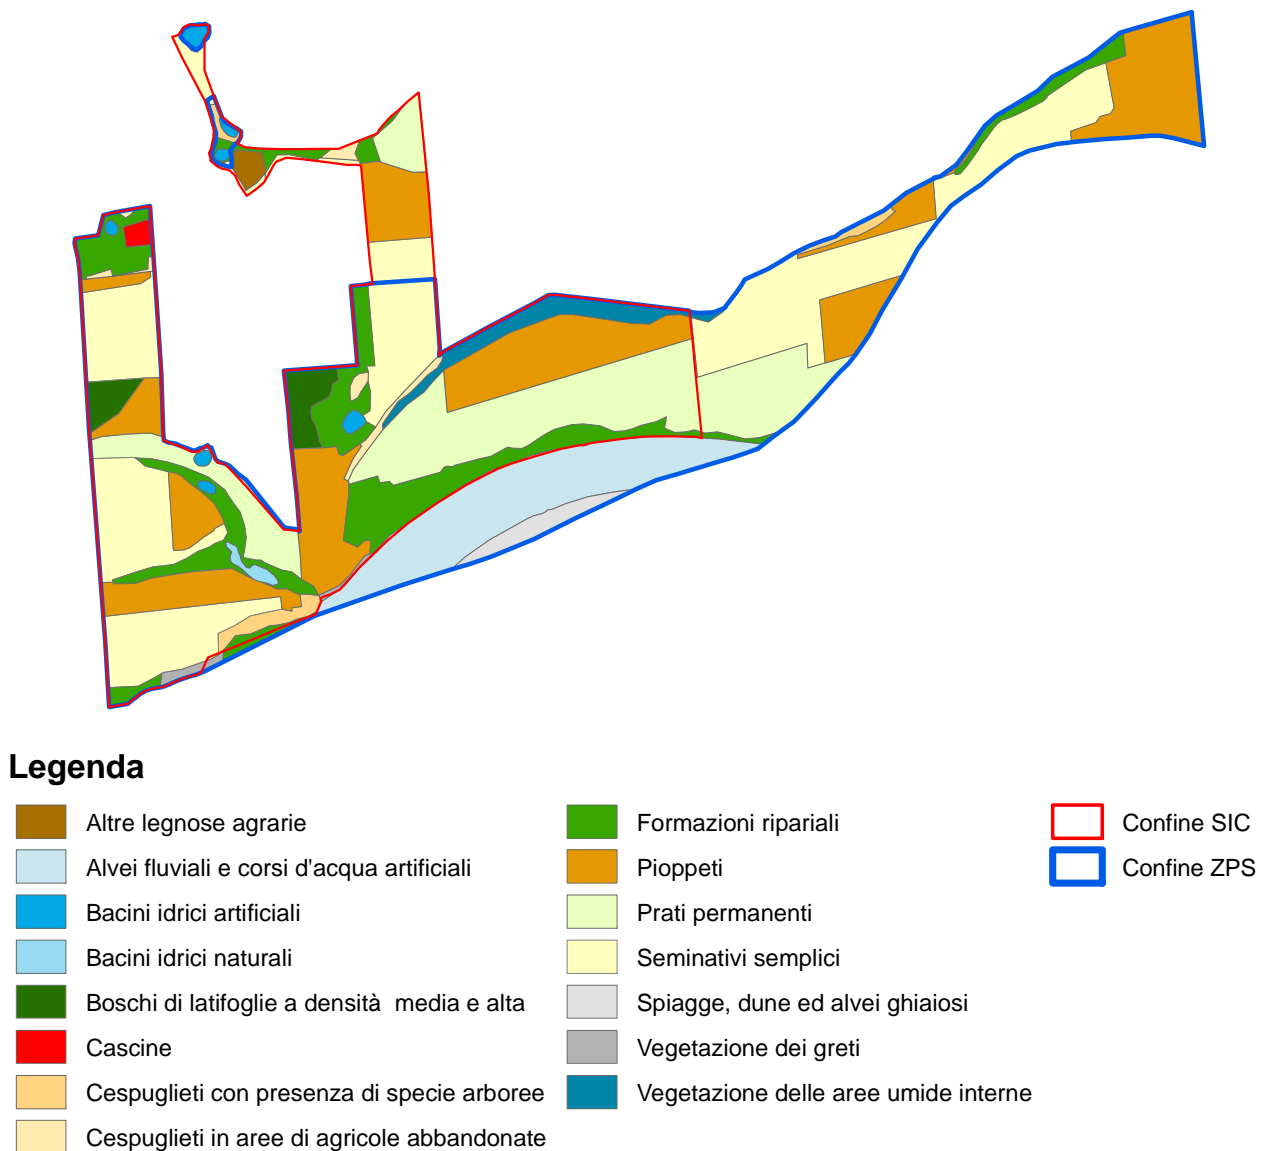 Legenda
Altre legnose agrarie
Alvei fluviali e corsi d'acqua artificiali
Bacini idrici artificiali
Bacini idrici naturali
Boschi di latifoglie a densità  media e alta
Cascine
Cespuglieti con presenza di specie arboree
Cespuglieti in aree di agricole abbandonate
Formazioni ripariali
Pioppeti
Prati permanenti
Seminativi semplici
Spiagge, dune ed alvei ghiaiosi
Vegetazione dei greti
Vegetazione delle aree umide interne
Confine SIC
Confine ZPS